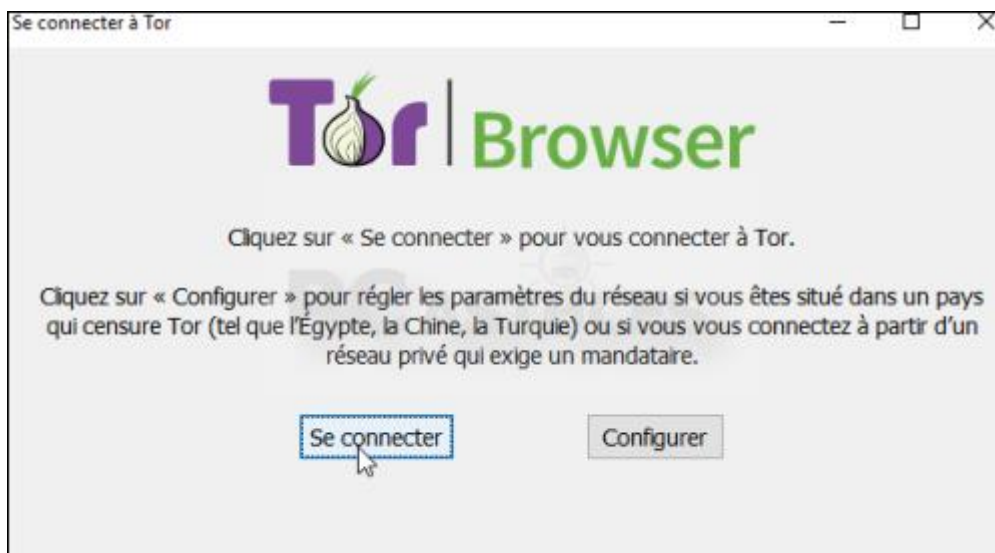 Se connecter à Tor
Tor | Browser
Cliquez sur « Se connecter » pour vous connecter à Tor.
Cliquez sur « Configurer » pour régler les paramètres du réseau si vous êtes situé dans un pays
qui censure Tor (tel que l’Égypte, la Chine, la Turquie) ou si vous vous connectez à partir d’un
réseau privé qui exige un mandataire.
Se connecter Configurer